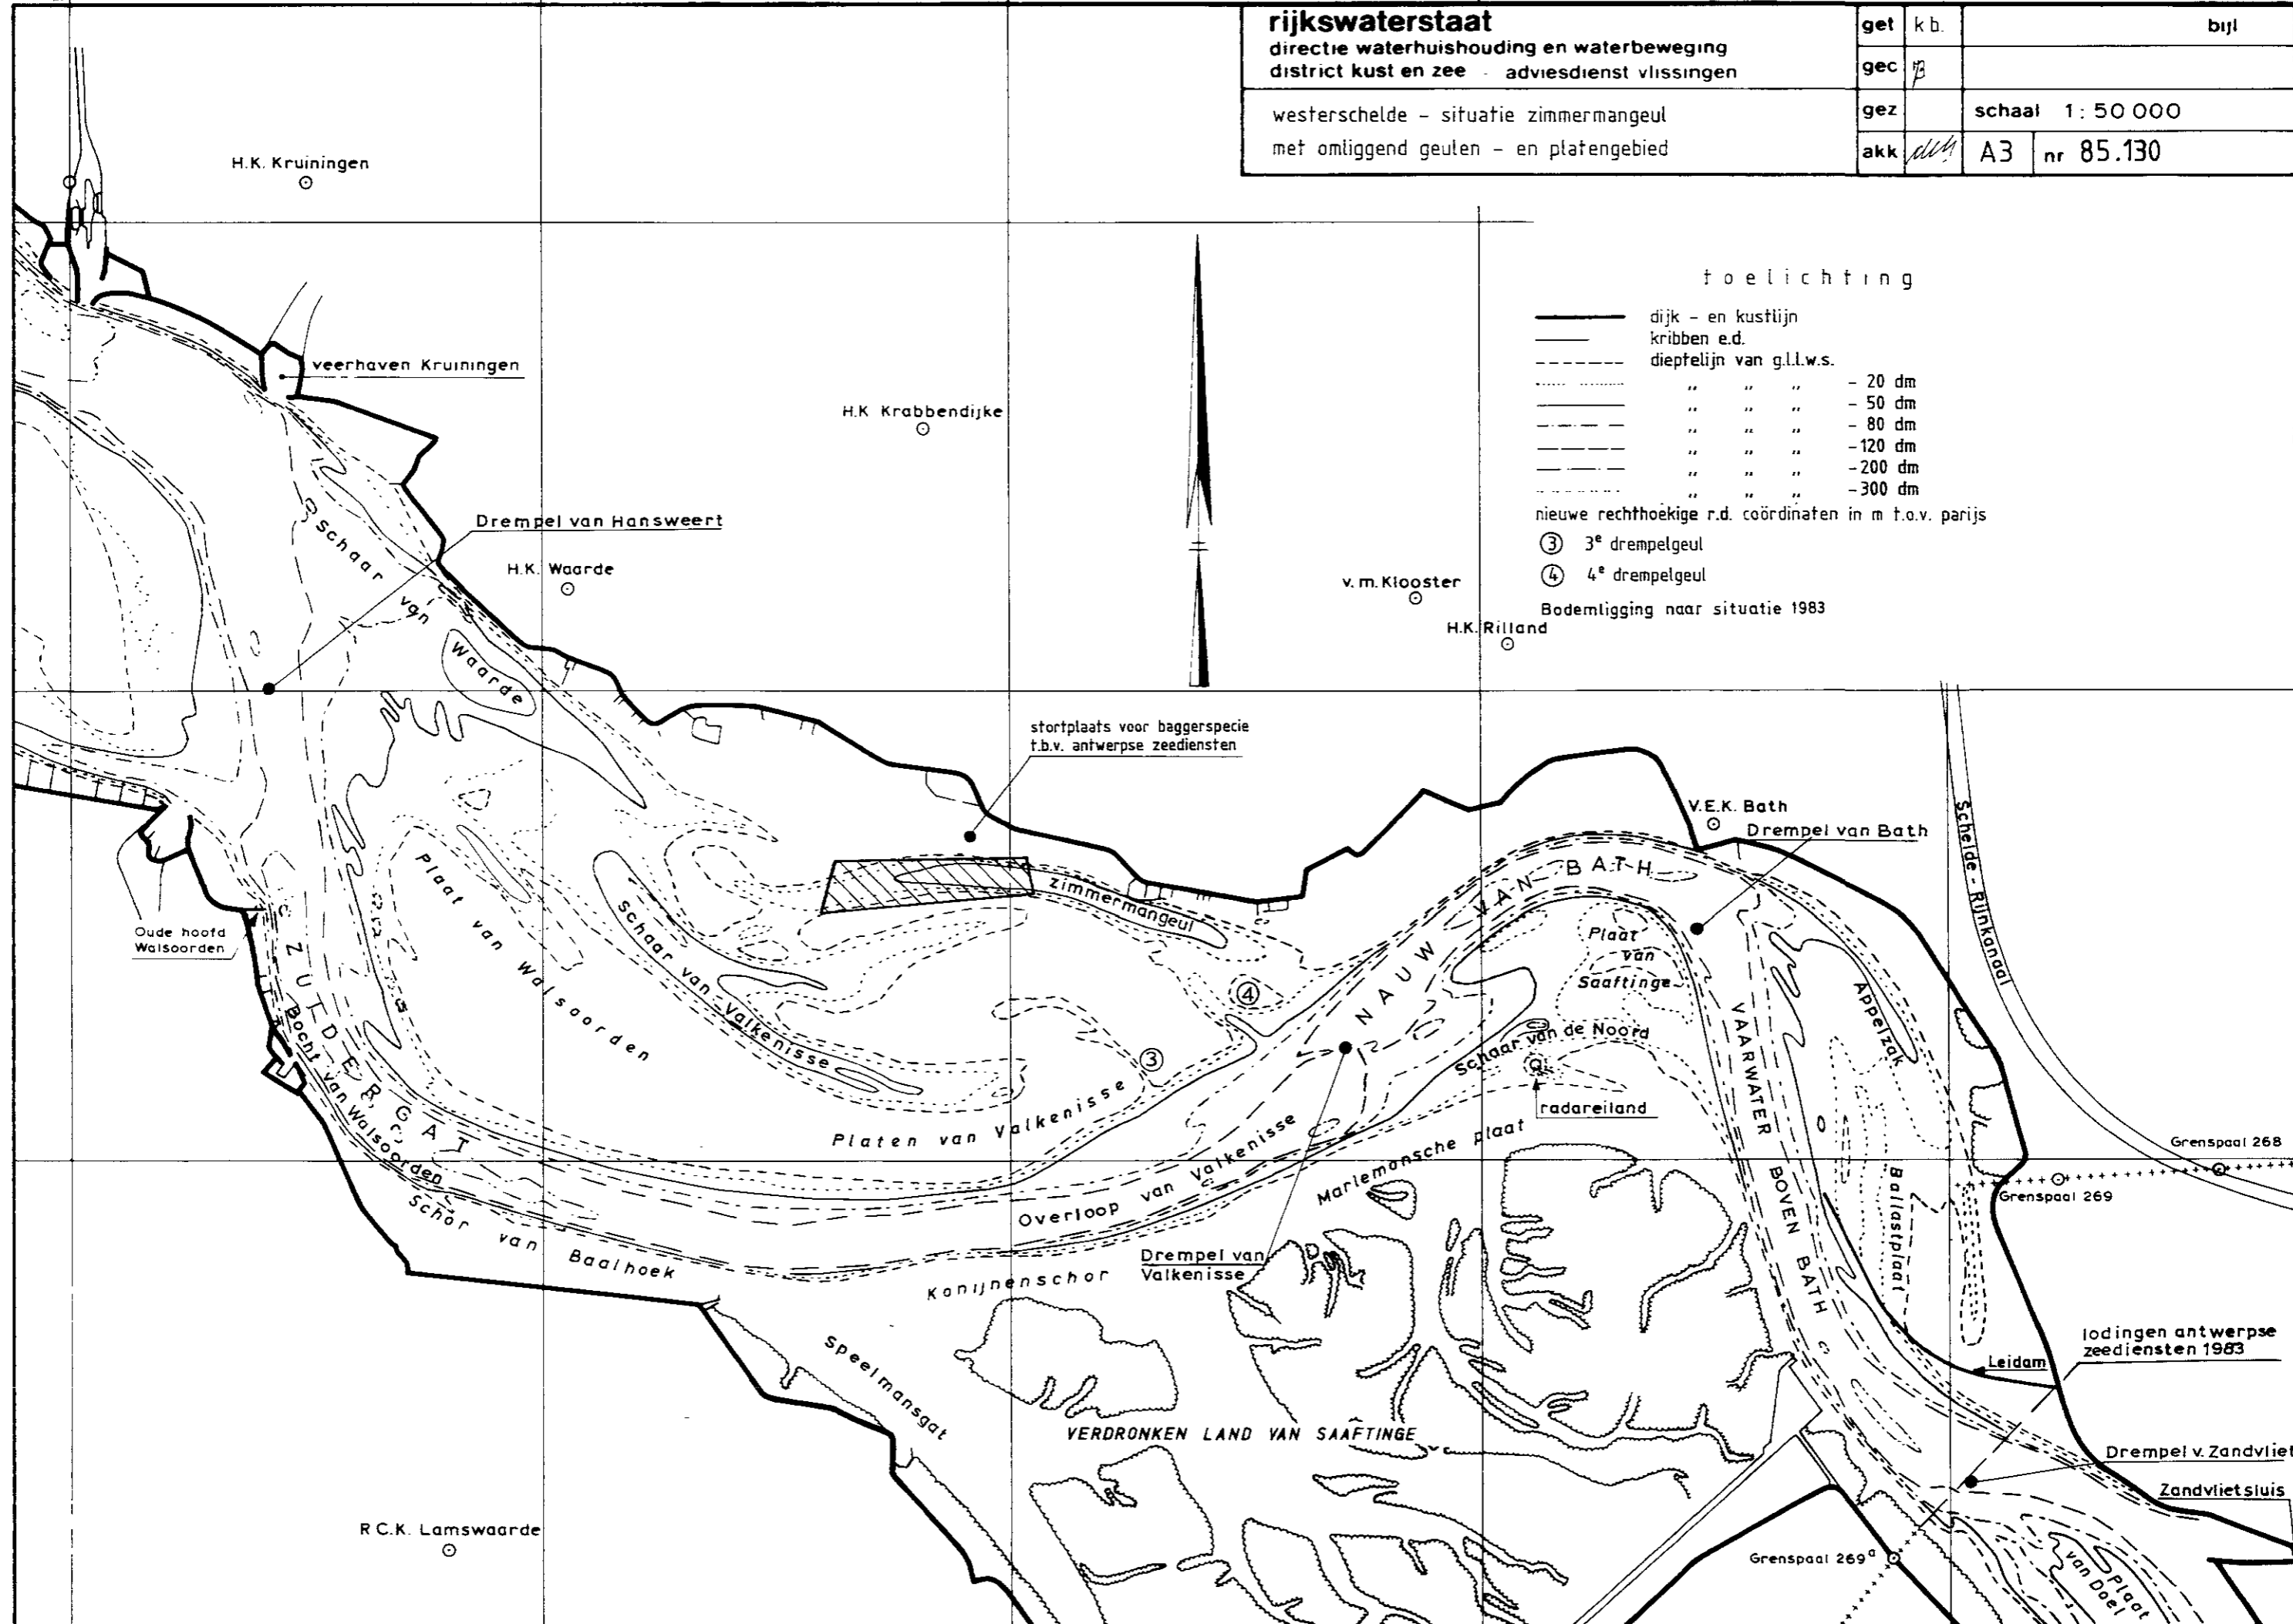 rijkswaterstaat
directie waterhuishouding en waterbeweging
district kust en zee - adviesdienst vlissingen
westerschelde - situatie zimmermangeul
met omliggend geulen - en platengebied
get k b. bijl
gec
gez schaal 1: 50 000
akk A3 nr 85.130
H.K. Kruiningen
veerhaven Kruiningen
H.K Krabbendijke
toelichting
dijk - en kustlijn
kribben e.d.
dieptelijn van g.l.l.w.s.
„ „ „ - 20 dm
„ „ „ - 50 dm
„ „ „ - 80 dm
„ „ „ -120 dm
„ „ „ -200 dm
„ „ „ -300 dm
nieuwe rechthoekige r.d. coördinaten in m t.o.v. parijs
③ 3e drempelgeul
④ 4e drempelgeul
Bodemligging naar situatie 1983
Drempel van Hansweert
H.K. Waarde
v. m. Klooster
H.K. Rilland
Schaar van Waarde
stortplaats voor baggerspecie
t.b.v. antwerpse zeediensten
V.E.K. Bath
Drempel van Bath
Schelde - Rijnkanaal
Oude hoofd
Walsoorden
Plaat van Walsoorden
Schaar van Valkenisse
zimmermangeul
NAUW VAN BATH
Plaat
van
Saaftinge
Appelzak
④
③
ZUIDERGAT
Bocht van Walsoorden
Schaar van de Noord
radareiland
VAARWATER BOVEN BATH
Ballastplaat
Platen van Valkenisse
Overloop van Valkenisse
Marlemansche plaat
Grenspaal 268
Grenspaal 269
Schor van Baalhoek
Konijnenschor
Drempel van
Valkenisse
Speelmansgat
lodingen antwerpse
zeediensten 1983
Leidam
VERDRONKEN LAND VAN SAAFTINGE
Drempel v. Zandvliet
Zandvlietsluis
R C.K. Lamswaarde
Grenspaal 269a
Plaat
van Doel